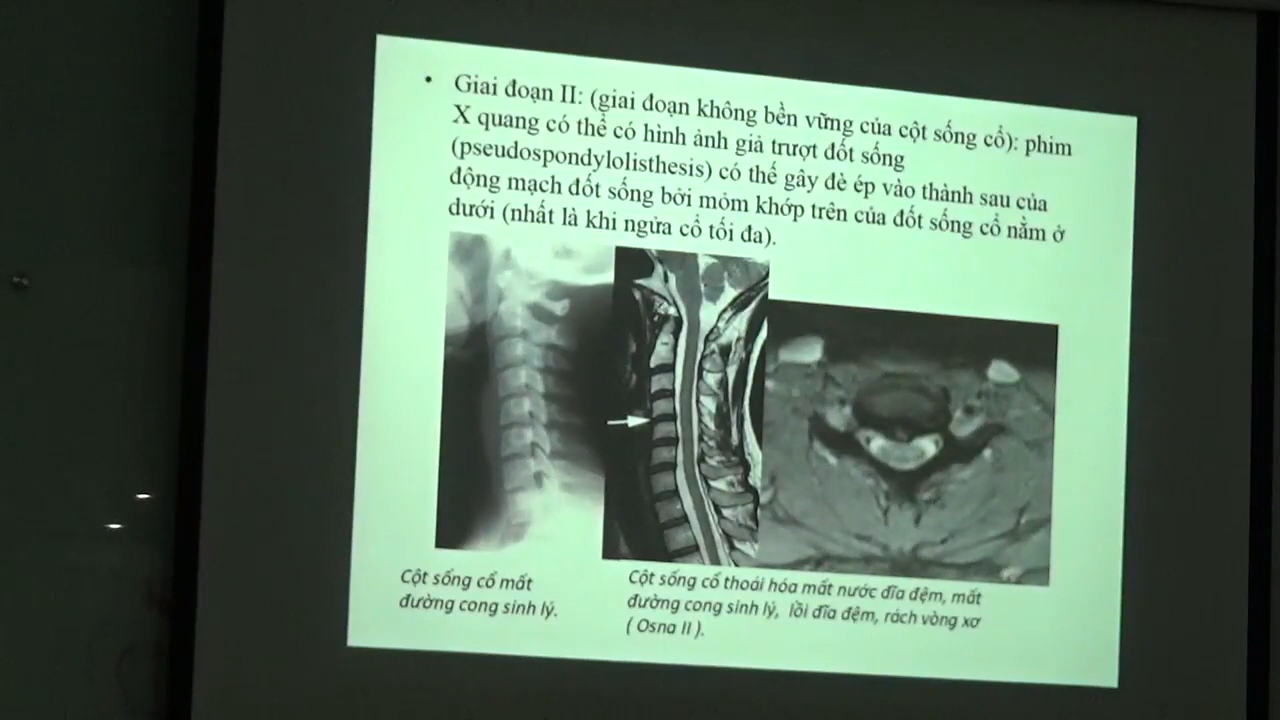 • Giai đoạn II: (giai đoạn không bền vững của cột sống cổ): phim
X quang có thể có hình ảnh giả trượt đốt sống
(pseudospondylolisthesis) có thể gây đè ép vào thành sau của
động mạch đốt sống bởi mỏm khớp trên của đốt sống cổ nằm ở
dưới (nhất là khi ngửa cổ tối đa).
Cột sống cổ mất
đường cong sinh lý.
Cột sống cổ thoái hóa mất nước đĩa đệm, mất
đường cong sinh lý, lồi đĩa đệm, rách vòng xơ
( Osna II ).